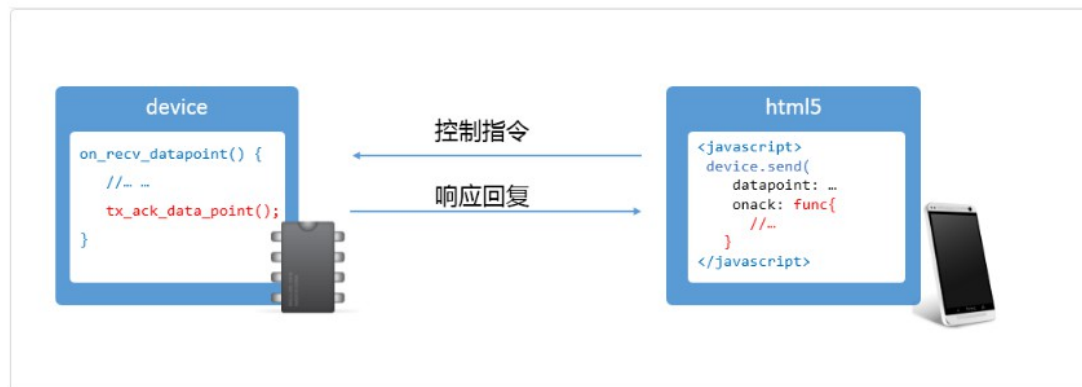 device
on_recv_datapoint() {
//… …
tx_ack_data_point();
}
控制指令
响应回复
html5
<javascript>
device.send(
datapoint: …
onack: func{
//…
}
</javascript>